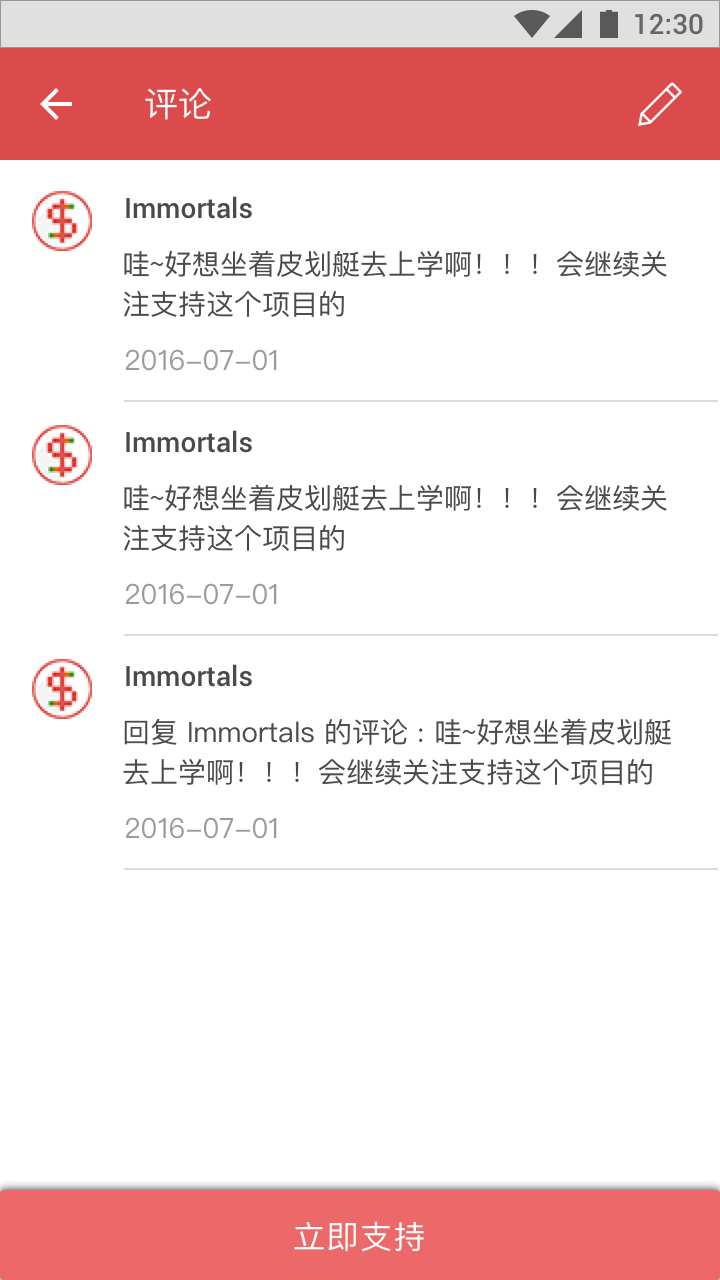 12:30
评论
Immortals
哇~好想坐着皮划艇去上学啊！！！会继续关
注支持这个项目的
2016-07-01
Immortals
哇~好想坐着皮划艇去上学啊！！！会继续关
注支持这个项目的
2016-07-01
Immortals
回复 Immortals 的评论：哇~好想坐着皮划艇
去上学啊！！！会继续关注支持这个项目的
2016-07-01
立即支持